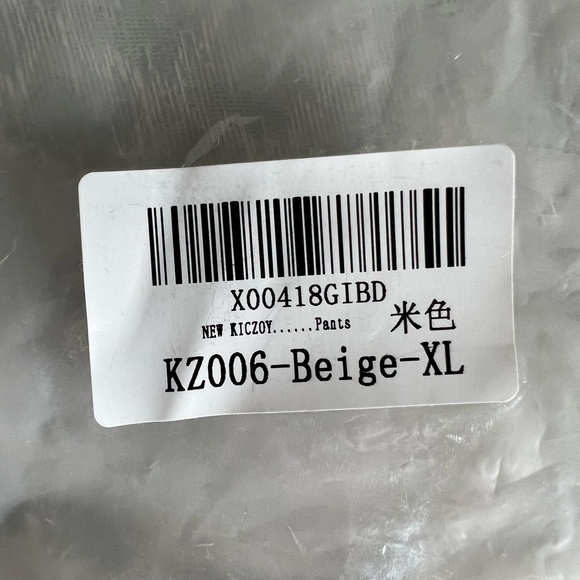 X00418GIBD
NEW KICZOY......Pants 米色
KZ006-Beige-XL